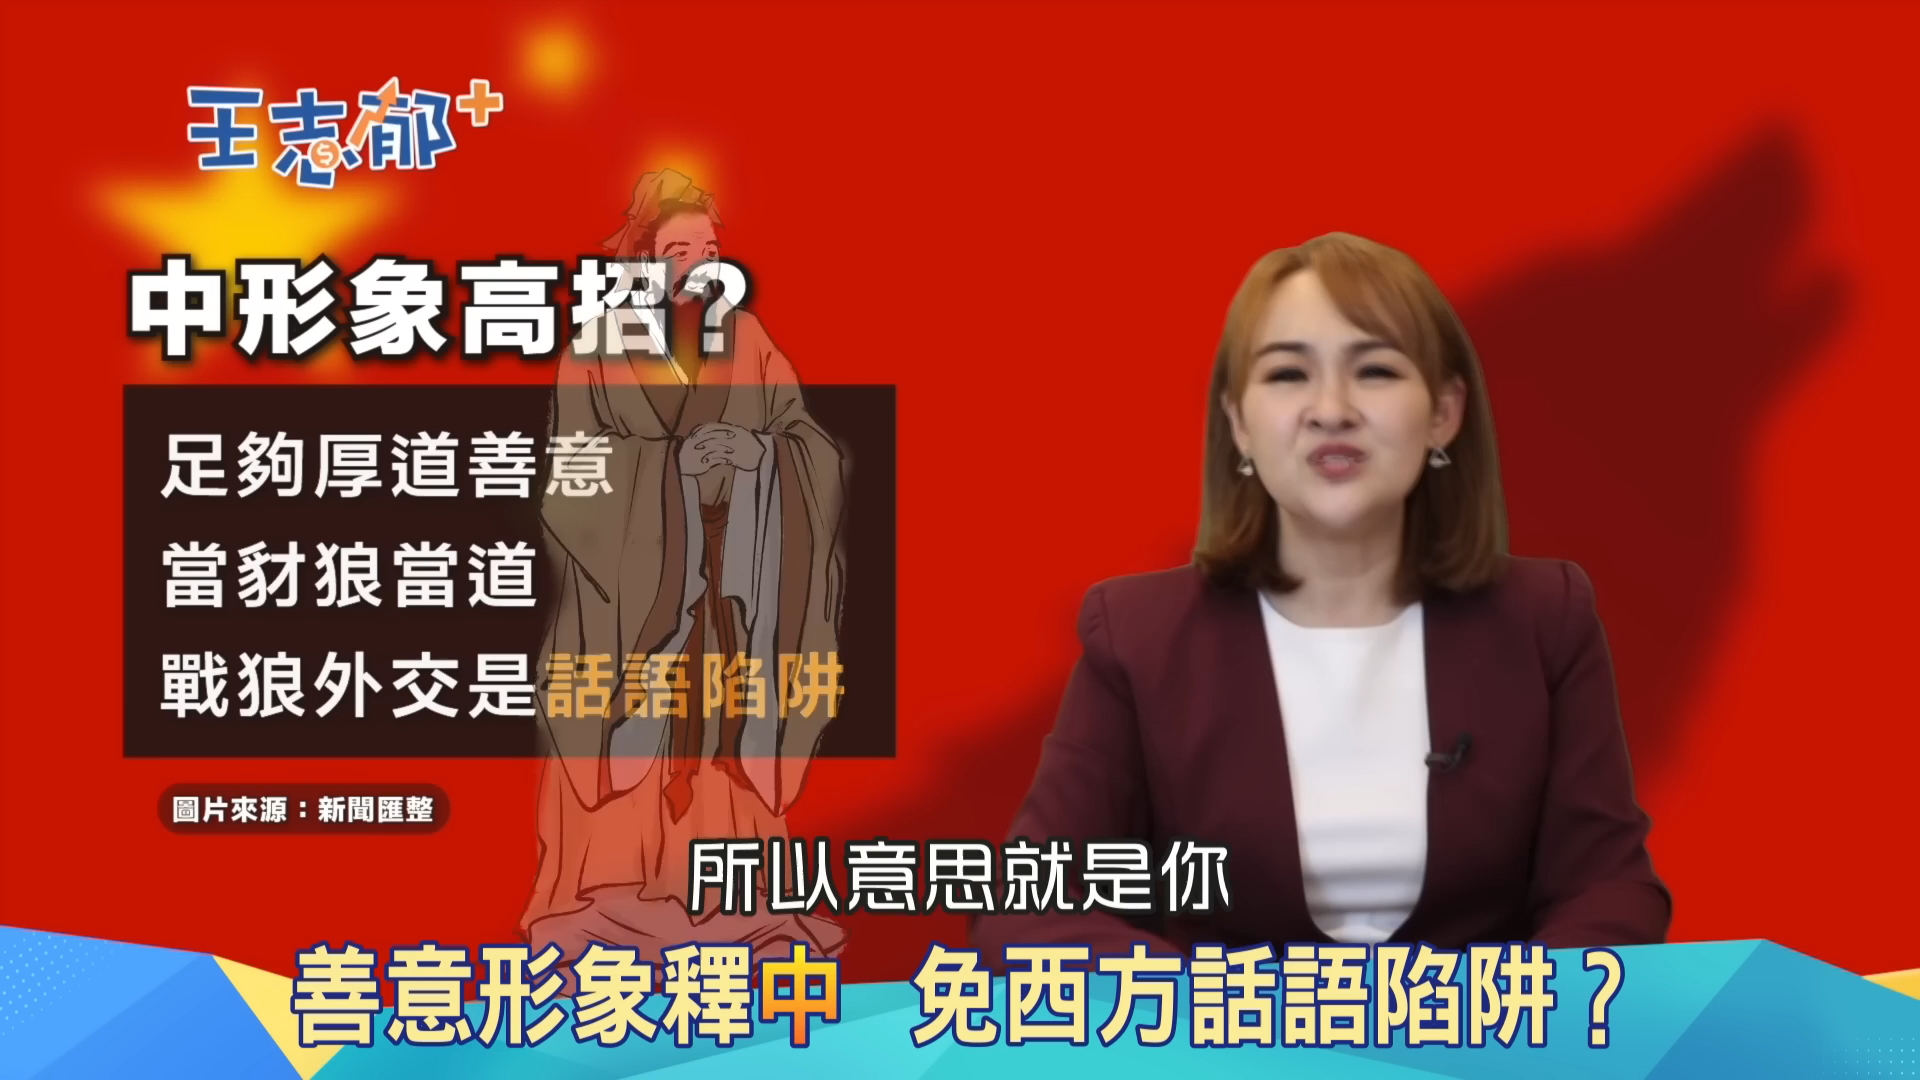 王志郁+
中形象高招?
足夠厚道善意
當豺狼當道
戰狼外交是話語陷阱
圖片來源：新聞匯整
所以意思就是你
善意形象釋中 免西方話語陷阱？